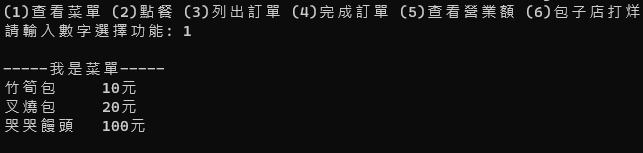 (1)查看菜單 (2)點餐 (3)列出訂單 (4)完成訂單 (5)查看營業額 (6)包子店打烊
請輸入數字選擇功能: 1
-----我是菜單-----
竹筍包 10元
叉燒包 20元
哭哭饅頭 100元